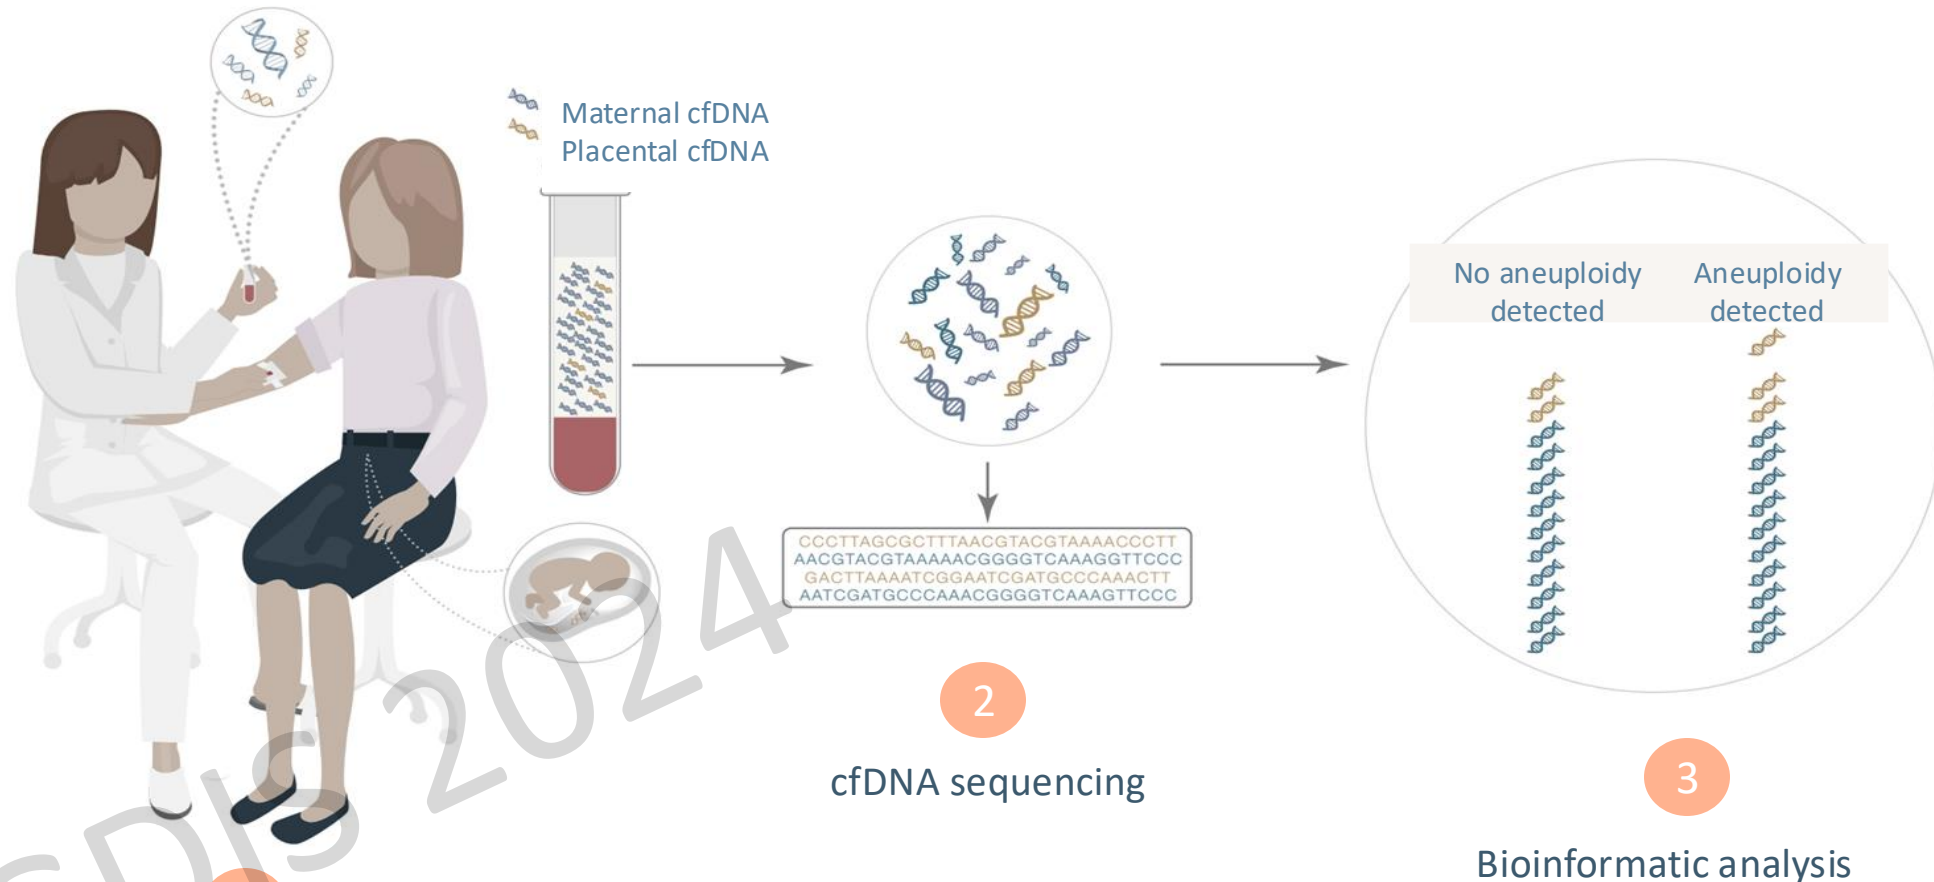 Maternal cfDNA
Placental cfDNA
No aneuploidy
detected
Aneuploidy
detected
CCCTTAGCGCTTTAACGTACGTAAAACCCTT
AACGTACGTAAAAACGGGGTCAAAGGTTCCC
GACTTAAAATCGGAATCGATGCCCAAACTT
AATCGATGCCCAAACGGGGTCAAAGTTCCC
2
cfDNA sequencing
3
Bioinformatic analysis
2024